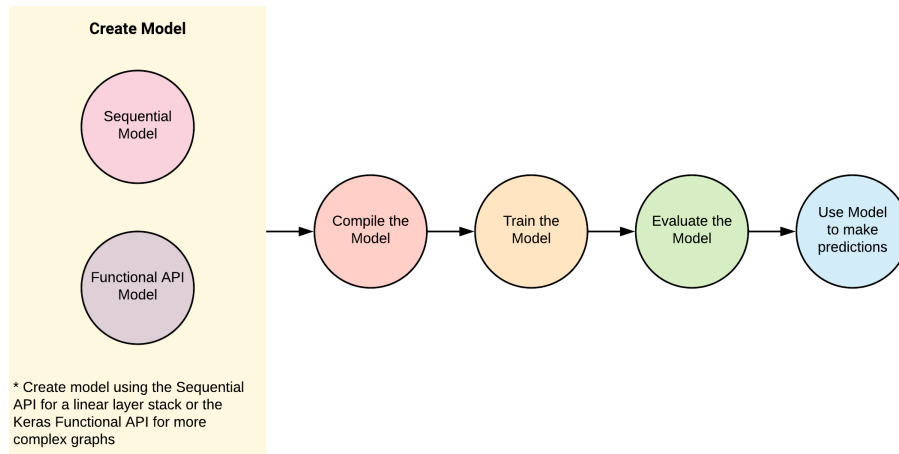 Create Model
Sequential
Model
Functional API
Model
* Create model using the Sequential
API for a linear layer stack or the
Keras Functional API for more
complex graphs
Compile the
Model
Train the
Model
Evaluate the
Model
Use Model
to make
predictions